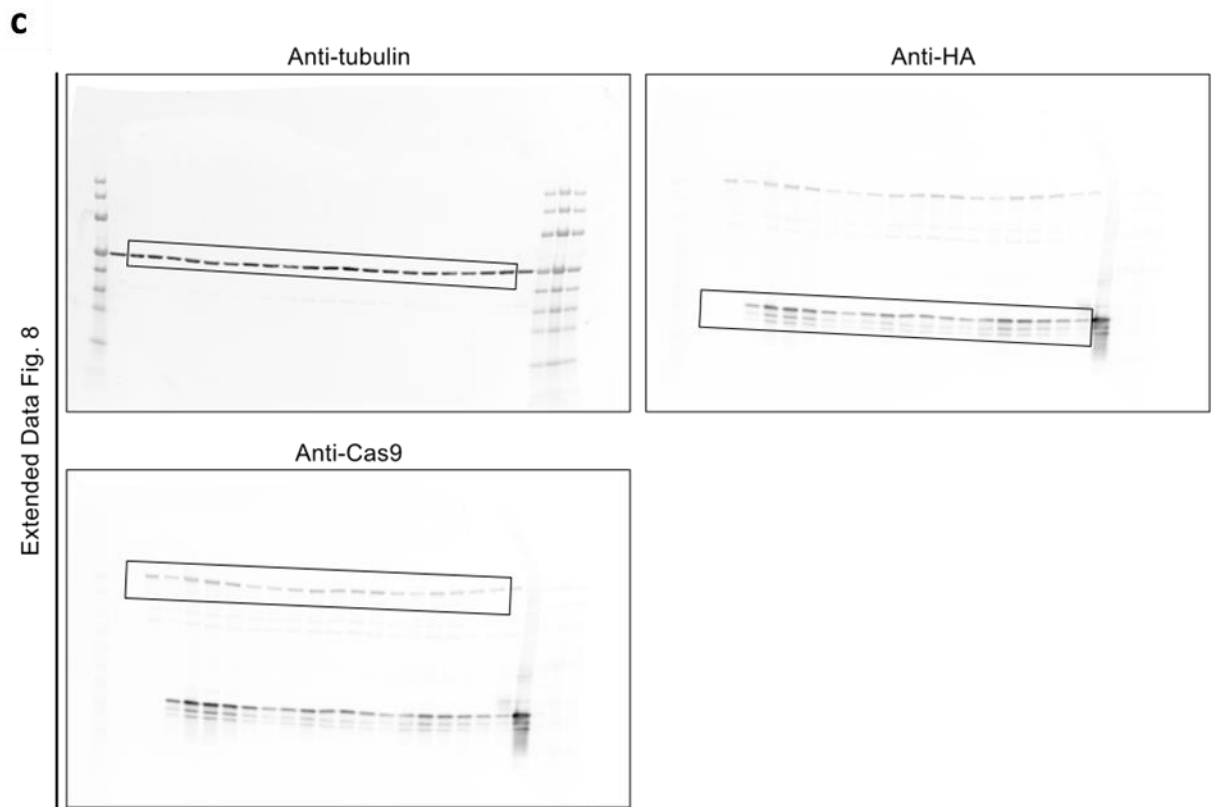 c
Anti-tubulin
Anti-HA
Extended Data Fig. 8
Anti-Cas9